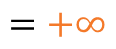 = +∞